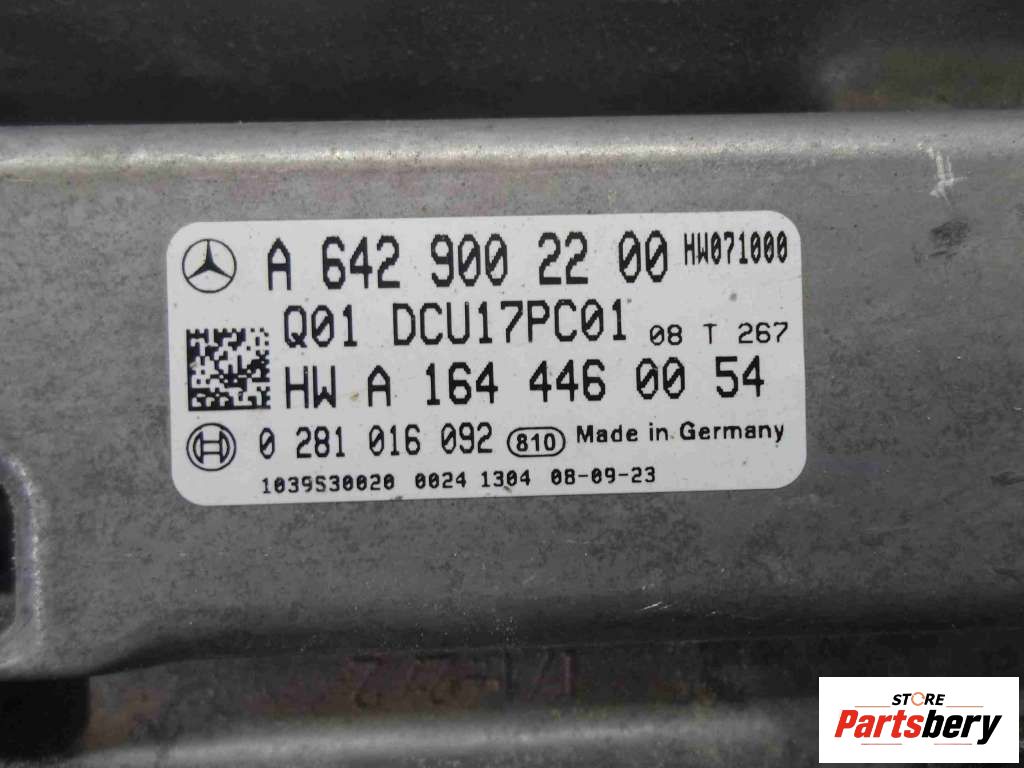 A 642 900 22 00 HW071000
Q01 DCU17PC01 08 T 267
HW A 164 446 00 54
0 281 016 092 810 Made in Germany
1039S30020 0024 1304 08-09-23
STORE
Partsbery